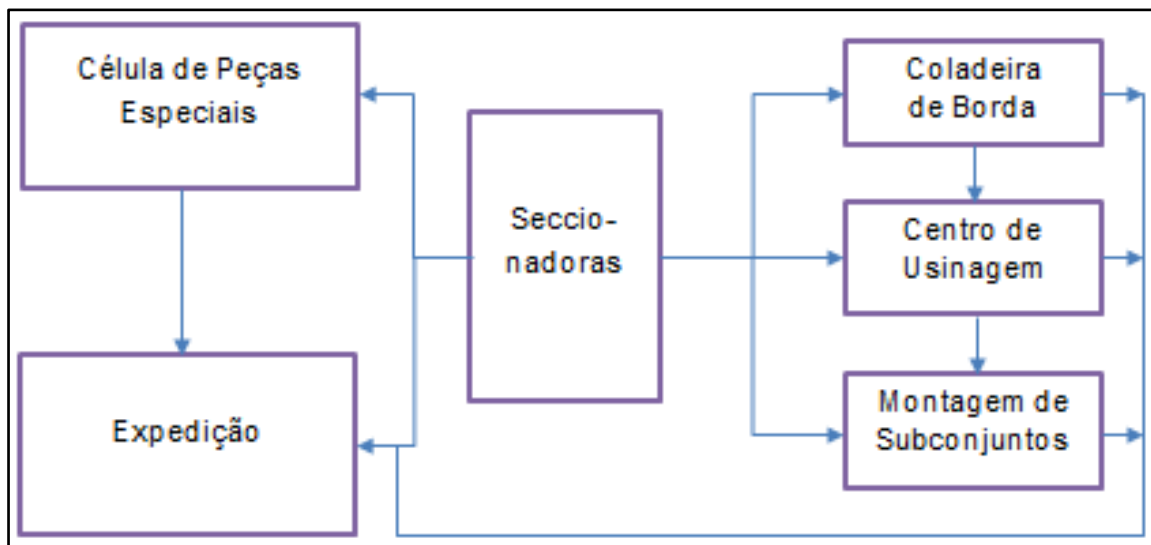 Célula de Peças
Especiais
Expedição
Seccio-
nadoras
Coladeira
de Borda
Centro de
Usinagem
Montagem de
Subconjuntos